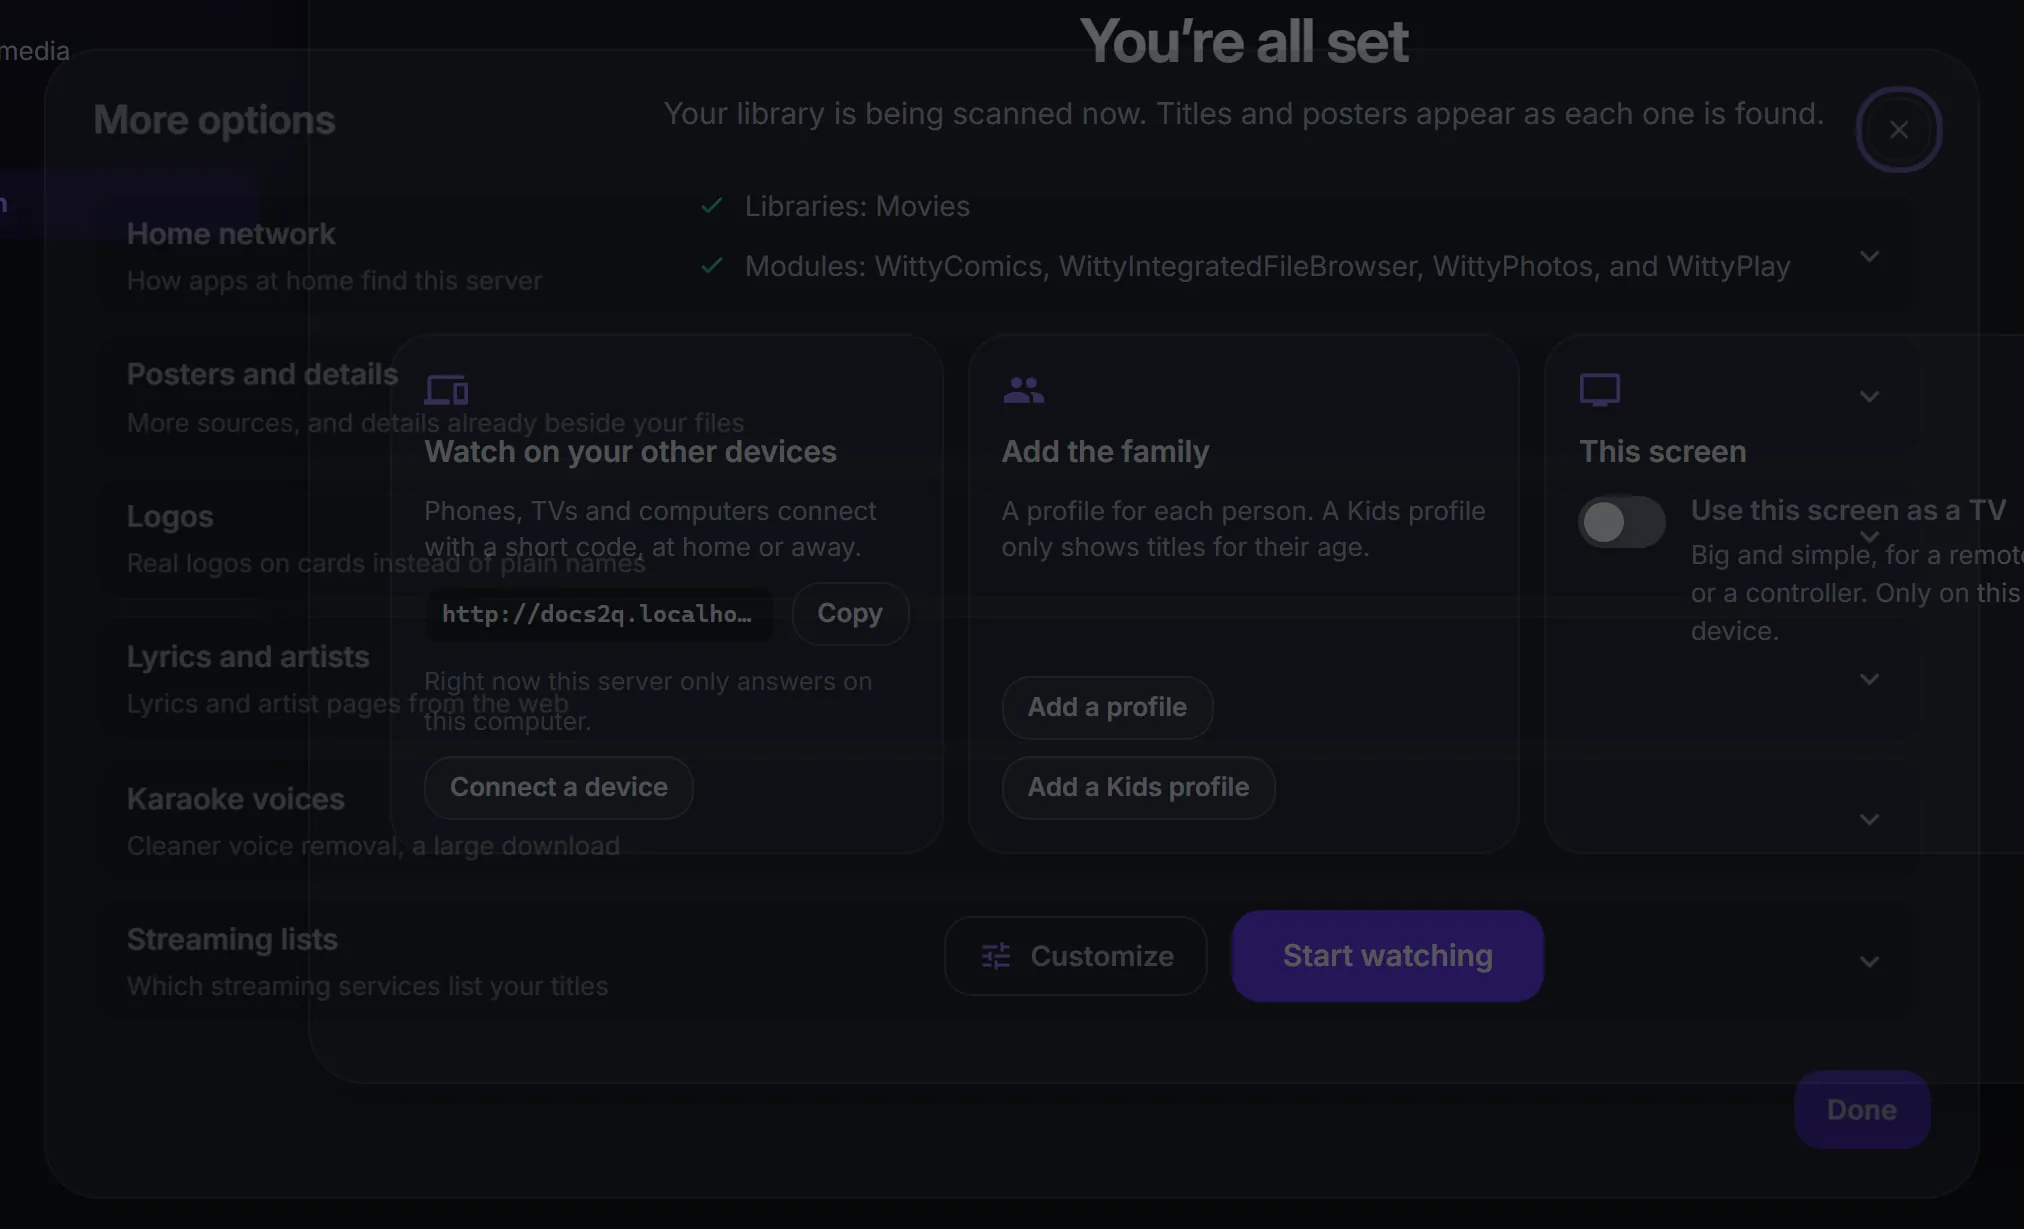 media
You're all set
Your library is being scanned now. Titles and posters appear as each one is found.
Libraries: Movies
Modules: WittyComics, WittyIntegratedFileBrowser, WittyPhotos, and WittyPlay
Watch on your other devices
Phones, TVs and computers connect
with a short code, at home or away.
http://docs2q.localho…
Copy
Right now this server only answers on
this computer.
Connect a device
Add the family
A profile for each person. A Kids profile
only shows titles for their age.
Add a profile
Add a Kids profile
This screen
Use this screen as a TV
Big and simple, for a remote
or a controller. Only on this
device.
Customize
Start watching
More options
Home network
How apps at home find this server
Posters and details
More sources, and details already beside your files
Logos
Real logos on cards instead of plain names
Lyrics and artists
Lyrics and artist pages from the web
Karaoke voices
Cleaner voice removal, a large download
Streaming lists
Which streaming services list your titles
Done